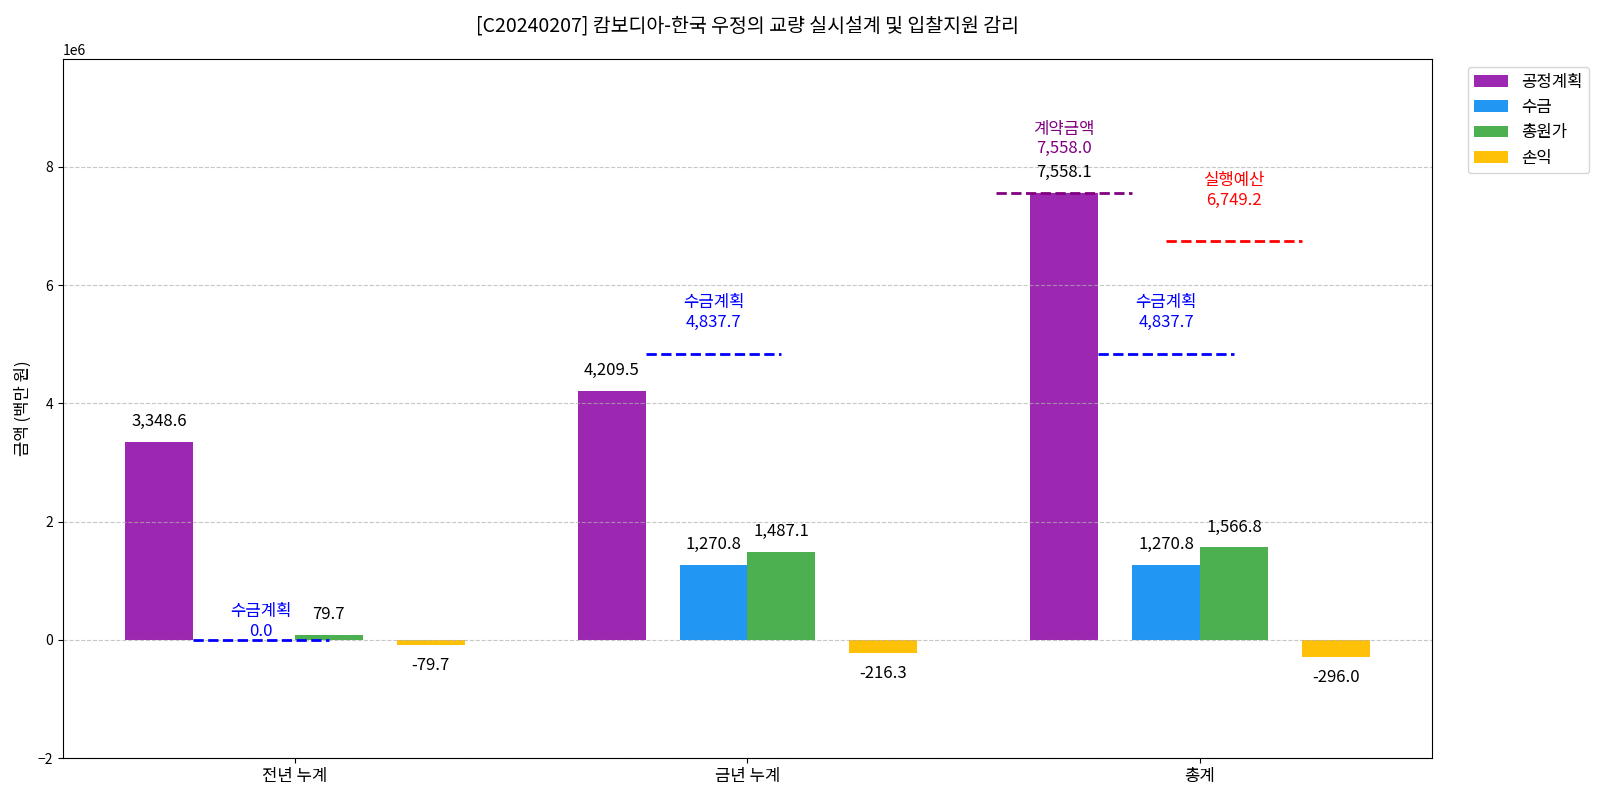 [C20240207] 캄보디아-한국 우정의 교량 실시설계 및 입찰지원 감리
1e6
공정계획
수금
총원가
손익
계약금액
7,558.0
7,558.1
실행예산
6,749.2
수금계획
4,837.7
수금계획
4,837.7
4,209.5
3,348.6
1,270.8
1,487.1
1,270.8
1,566.8
수금계획
0.0
79.7
-79.7
-216.3
-296.0
8
6
4
2
0
−2
금액 (백만 원)
전년 누계
금년 누계
총계